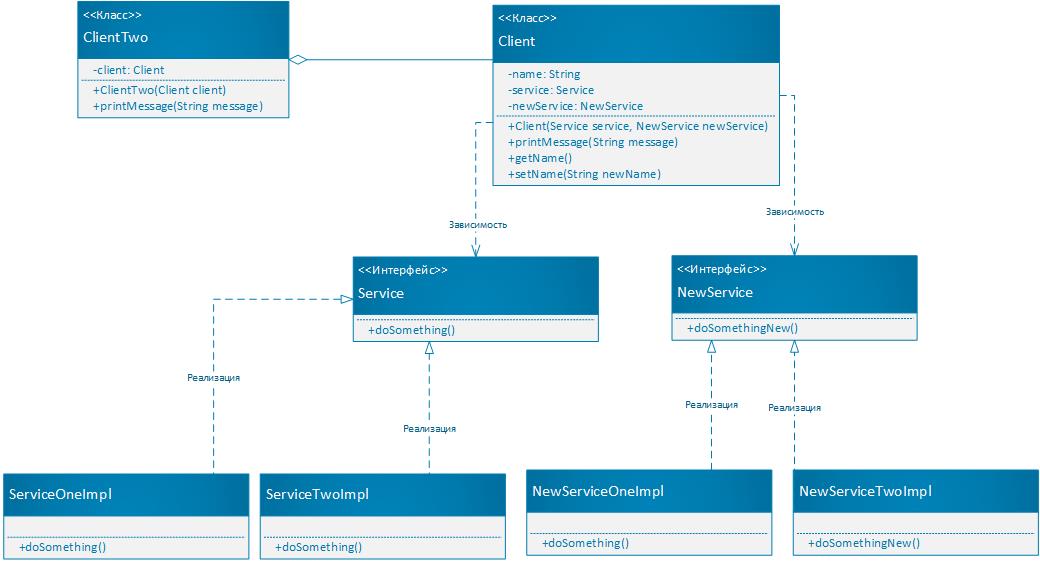 <<Класс>>
ClientTwo
-client: Client
+ClientTwo(Client client)
+printMessage(String message)
<<Класс>>
Client
-name: String
-service: Service
-newService: NewService
+Client(Service service, NewService newService)
+printMessage(String message)
+getName()
+setName(String newName)
Зависимость
Зависимость
<<Интерфейс>>
Service
+doSomething()
<<Интерфейс>>
NewService
+doSomethingNew()
Реализация
Реализация
Реализация
Реализация
ServiceOneImpl
+doSomething()
ServiceTwoImpl
+doSomething()
NewServiceOneImpl
+doSomething()
NewServiceTwoImpl
+doSomethingNew()